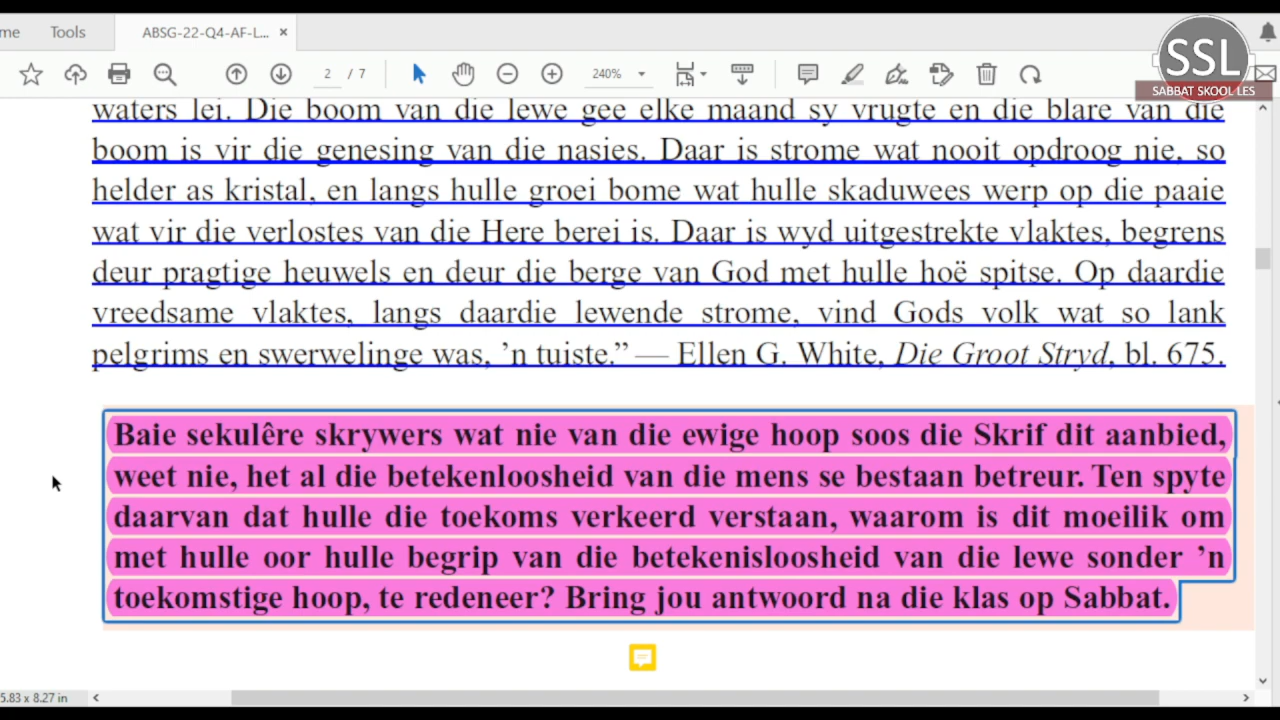 me Tools ABSG-22-Q4-AF-L... ×
SSL
SABBAT SKOOL LES
2 / 7 240%
waters lei. Die boom van die lewe gee elke maand sy vrugte en die blare van die
boom is vir die genesing van die nasies. Daar is strome wat nooit opdroog nie, so
helder as kristal, en langs hulle groei bome wat hulle skaduwees werp op die paaie
wat vir die verlostes van die Here berei is. Daar is wyd uitgestrekte vlaktes, begrens
deur pragtige heuwels en deur die berge van God met hulle hoë spitse. Op daardie
vreedsame vlaktes, langs daardie lewende strome, vind Gods volk wat so lank
pelgrims en swerwelinge was, ’n tuiste.” — Ellen G. White, Die Groot Stryd, bl. 675.
Baie sekulêre skrywers wat nie van die ewige hoop soos die Skrif dit aanbied,
weet nie, het al die betekenloosheid van die mens se bestaan betreur. Ten spyte
daarvan dat hulle die toekoms verkeerd verstaan, waarom is dit moeilik om
met hulle oor hulle begrip van die betekenisloosheid van die lewe sonder ’n
toekomstige hoop, te redeneer? Bring jou antwoord na die klas op Sabbat.
5.83 x 8.27 in